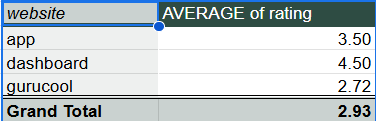 website AVERAGE of rating
app 3.50
dashboard 4.50
gurucool 2.72
Grand Total 2.93